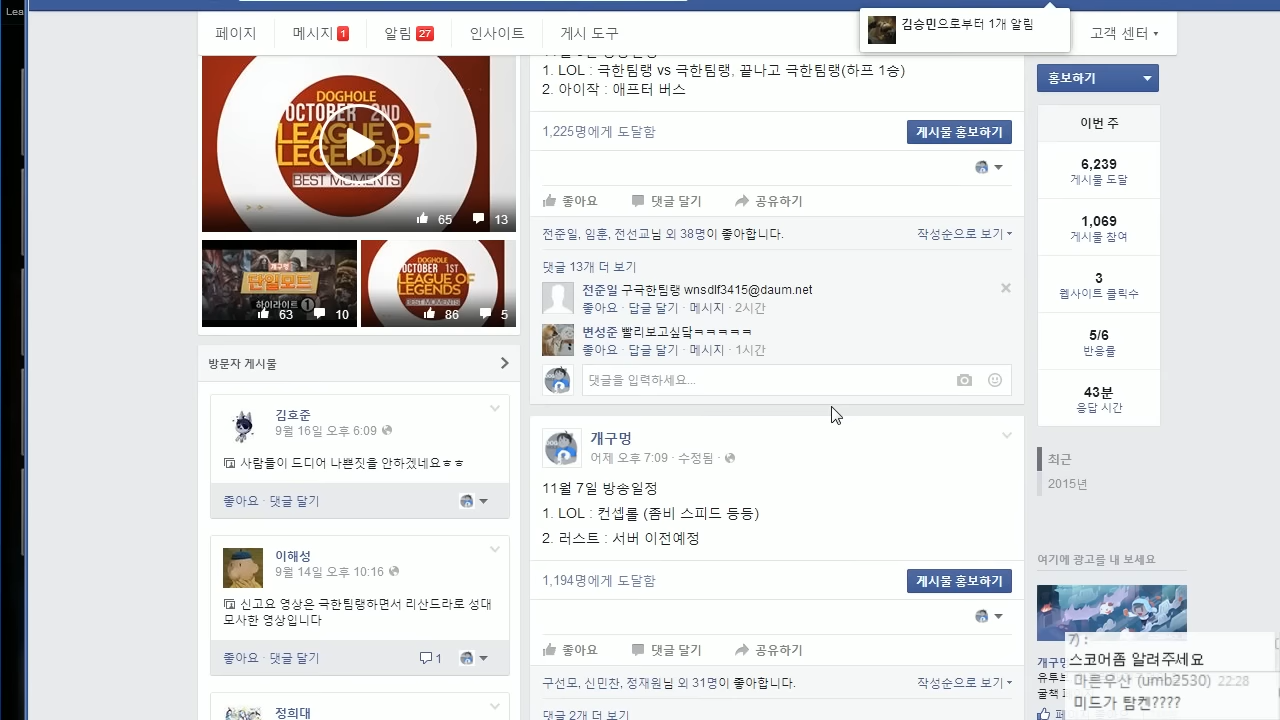 Lea
페이지
메시지 1
알림 27
인사이트
게시 도구
김승민으로부터 1개 알림
고객 센터
1. LOL : 극한팀랭 vs 극한팀랭, 끝나고 극한팀랭(하프 1승)
2. 아이작 : 애프터 버스
1,225명에게 도달함
게시물 홍보하기
좋아요 댓글 달기 공유하기
전준일, 임훈, 전선교님 외 38명이 좋아합니다.
작성순으로 보기
댓글 13개 더 보기
전준일 구극한팀랭 wnsdlf3415@daum.net
좋아요 · 답글 달기 · 메시지 · 2시간
변성준 빨리보고싶닼ㅋㅋㅋㅋㅋ
좋아요 · 답글 달기 · 메시지 · 1시간
댓글을 입력하세요...
개구멍
어제 오후 7:09 · 수정됨 ·
11월 7일 방송일정
1. LOL : 컨셉롤 (좀비 스피드 등등)
2. 러스트 : 서버 이전예정
1,194명에게 도달함
게시물 홍보하기
좋아요 댓글 달기 공유하기
구선모, 신민찬, 정재원님 외 31명이 좋아합니다.
작성순으로 보기
댓글 2개 더 보기
DOGHOLE
OCTOBER 2ND
LEAGUE OF
LEGENDS
BEST MOMENTS
65 13
개구멍
단일모드
하이라이트 1
63 10
DOGHOLE
OCTOBER 1ST
LEAGUE OF
LEGENDS
BEST MOMENTS
86 5
방문자 게시물
김호준
9월 16일 오후 6:09
사람들이 드디어 나쁜짓을 안하겠네요ㅎㅎ
좋아요 · 댓글 달기
이해성
9월 14일 오후 10:16
신고요 영상은 극한팀랭하면서 리산드라로 성대
모사한 영상입니다
좋아요 · 댓글 달기
1
정희대
홍보하기
이번 주
6,239
게시물 도달
1,069
게시물 참여
3
웹사이트 클릭수
5/6
반응률
43분
응답 시간
최근
2015년
여기에 광고를 내 보세요
7) :
스코어좀 알려주세요
마른우산 (umb2530) 22:28
미드가 탐켄????